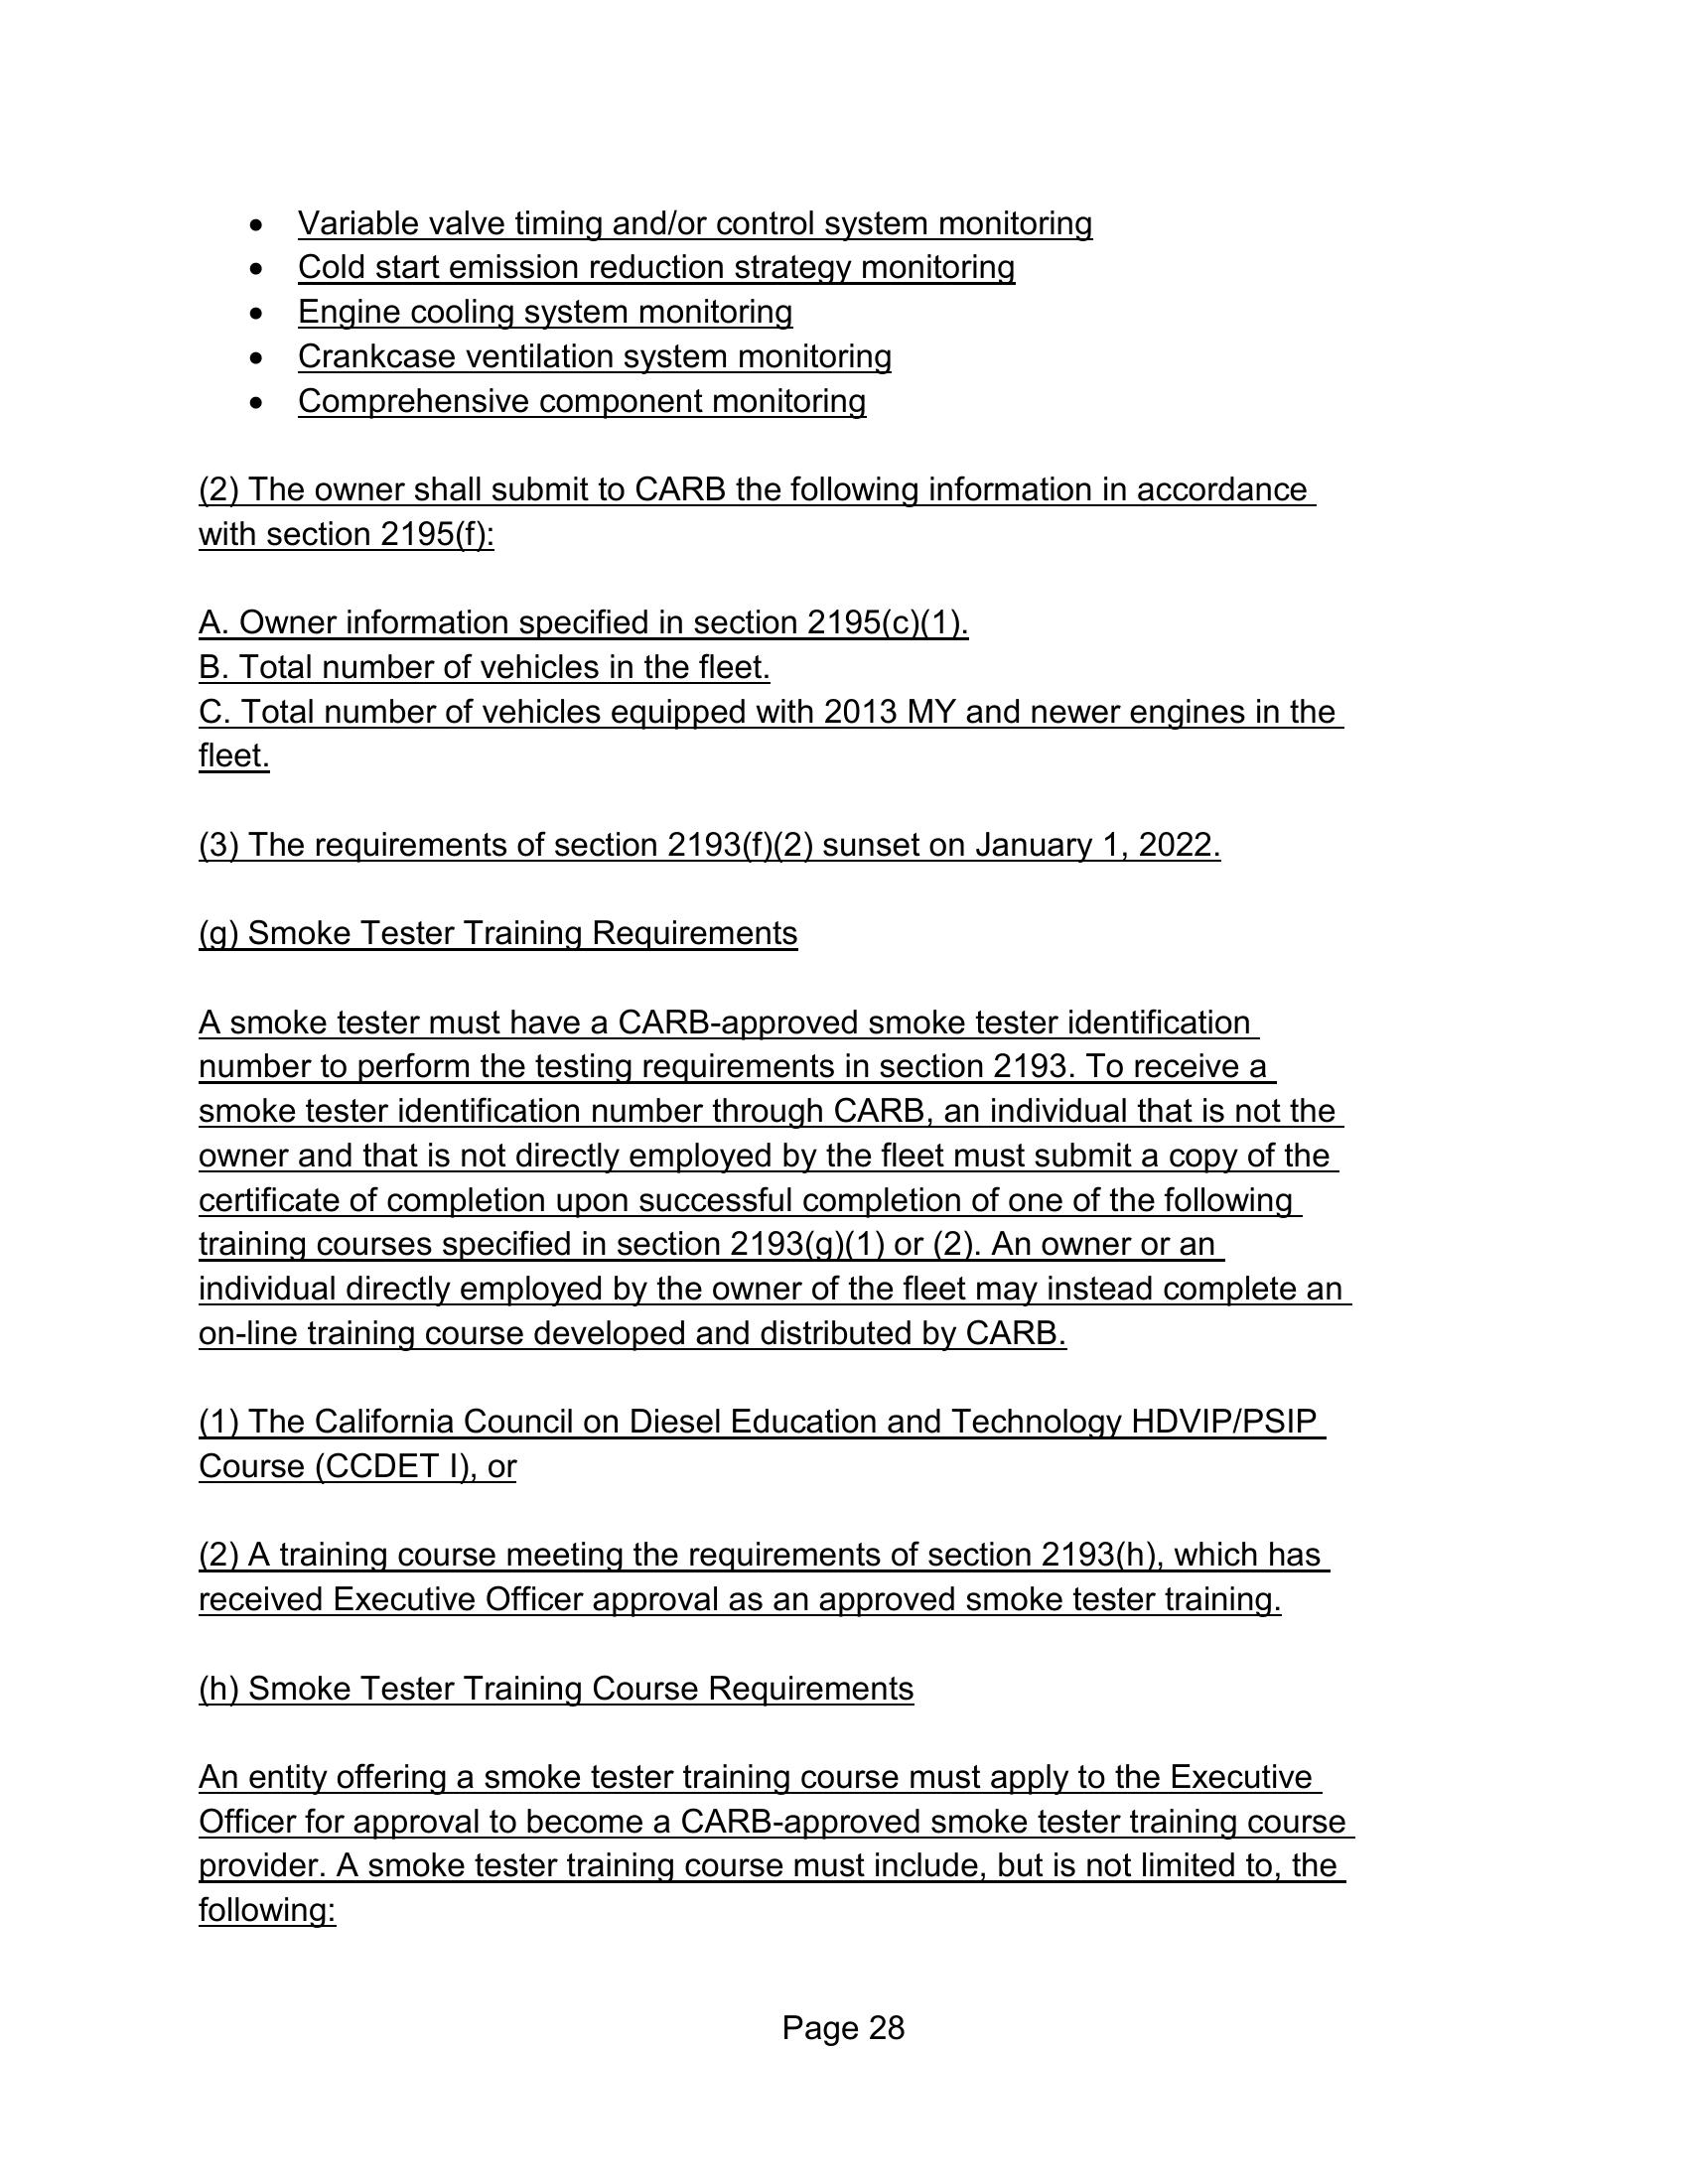 • Variable valve timing and/or control system monitoring
• Cold start emission reduction strategy monitoring
• Engine cooling system monitoring
• Crankcase ventilation system monitoring
• Comprehensive component monitoring
(2) The owner shall submit to CARB the following information in accordance
with section 2195(f):
A. Owner information specified in section 2195(c)(1).
B. Total number of vehicles in the fleet.
C. Total number of vehicles equipped with 2013 MY and newer engines in the
fleet.
(3) The requirements of section 2193(f)(2) sunset on January 1, 2022.
(g) Smoke Tester Training Requirements
A smoke tester must have a CARB-approved smoke tester identification
number to perform the testing requirements in section 2193. To receive a
smoke tester identification number through CARB, an individual that is not the
owner and that is not directly employed by the fleet must submit a copy of the
certificate of completion upon successful completion of one of the following
training courses specified in section 2193(g)(1) or (2). An owner or an
individual directly employed by the owner of the fleet may instead complete an
on-line training course developed and distributed by CARB.
(1) The California Council on Diesel Education and Technology HDVIP/PSIP
Course (CCDET I), or
(2) A training course meeting the requirements of section 2193(h), which has
received Executive Officer approval as an approved smoke tester training.
(h) Smoke Tester Training Course Requirements
An entity offering a smoke tester training course must apply to the Executive
Officer for approval to become a CARB-approved smoke tester training course
provider. A smoke tester training course must include, but is not limited to, the
following:
Page 28